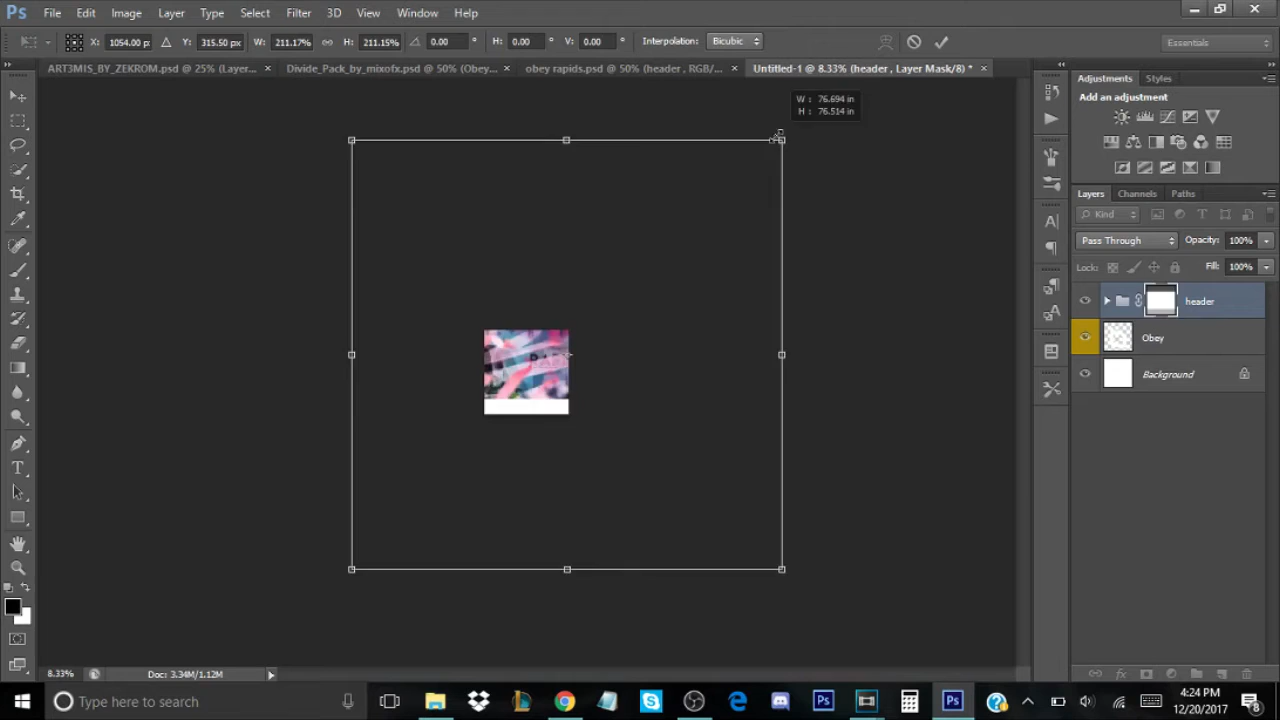 Ps File Edit Image Layer Type Select Filter 3D View Window Help
X: 1054.00 px Y: 315.50 px W: 211.17% H: 211.15% 0.00 ° H: 0.00 ° V: 0.00 ° Interpolation: Bicubic Essentials
ART3MIS_BY_ZEKROM.psd @ 25% (Layer... × Divide_Pack_by_mixofx.psd @ 50% (Obey... × obey rapids.psd @ 50% (header , RGB/... × Untitled-1 @ 8.33% (header , Layer Mask/8) * ×
W : 76.694 in
H : 76.514 in
Adjustments Styles
Add an adjustment
Layers Channels Paths
Kind
Pass Through Opacity: 100%
Lock: Fill: 100%
header
Obey
Background
8.33% Doc: 3.34M/1.12M
Type here to search
4:24 PM
12/20/2017
8